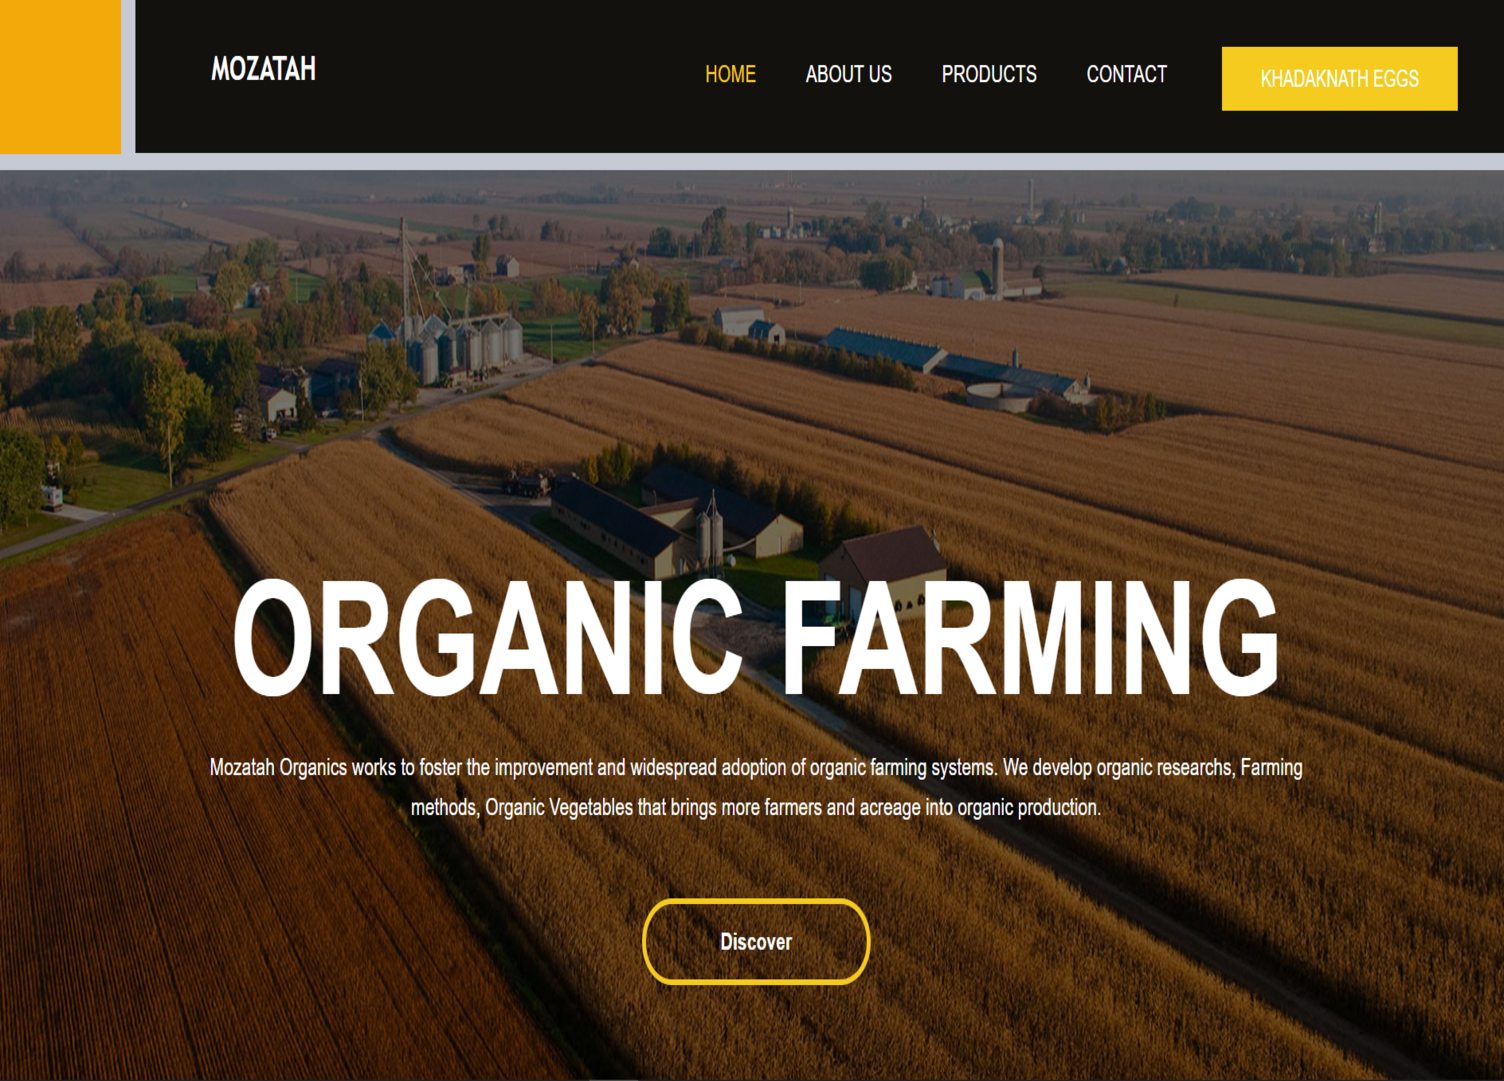 MOZATAH
HOME
ABOUT US
PRODUCTS
CONTACT
KHADAKNATH EGGS
ORGANIC FARMING
Mozatah Organics works to foster the improvement and widespread adoption of organic farming systems. We develop organic researchs, Farming
methods, Organic Vegetables that brings more farmers and acreage into organic production.
Discover